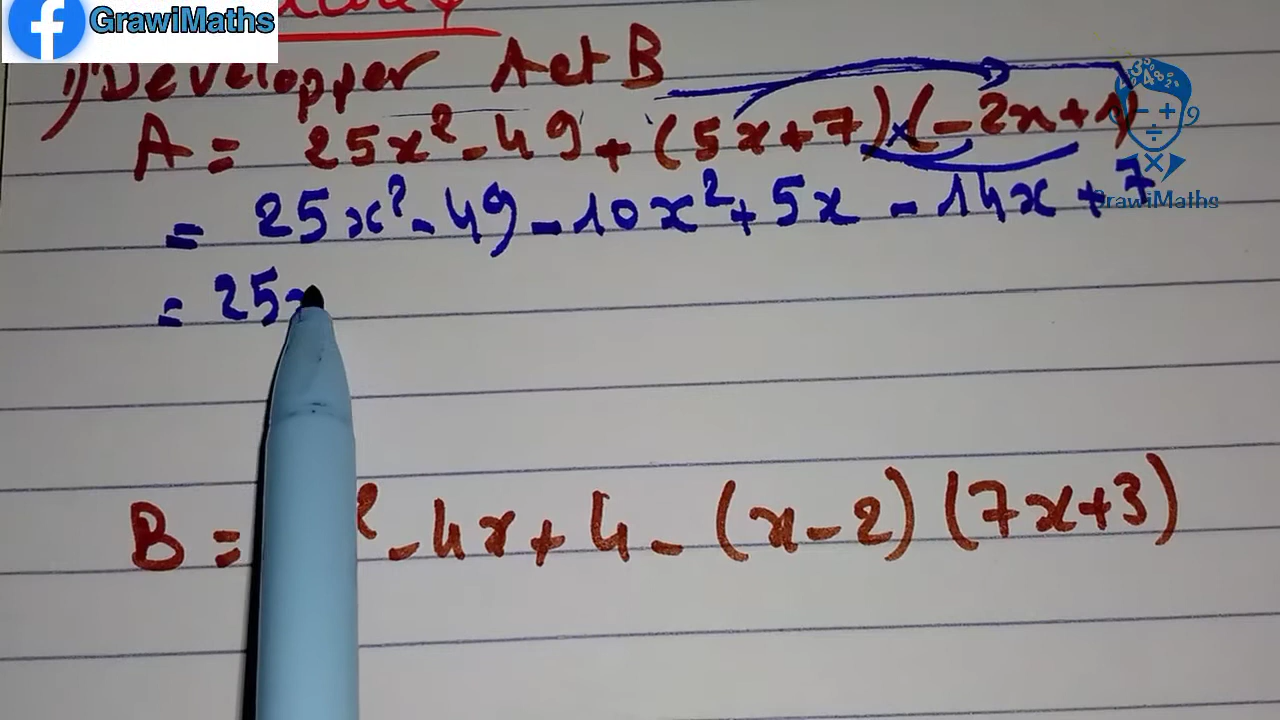 GrawiMaths
1) Developper A et B
A = 25x² - 49 + (5x + 7) x (-2x + 1)
= 25x² - 49 - 10x² + 5x - 14x + 7
GrawiMaths
= 25x
B = ² - 4x + 4 - (x - 2) (7x + 3)